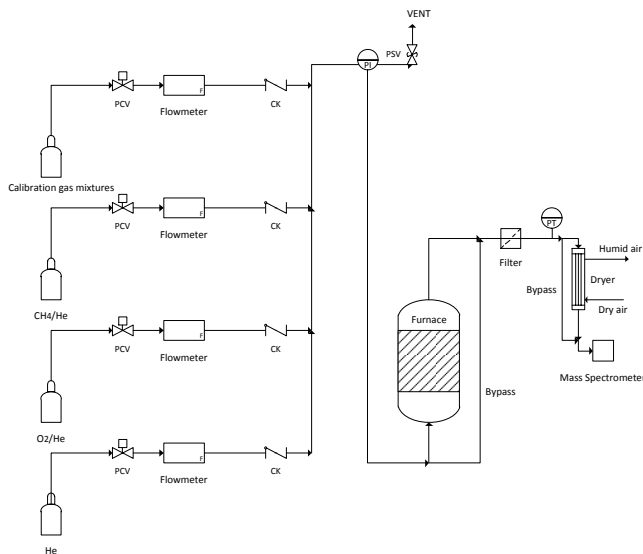 VENT
PSV
PI
PCV
Flowmeter
F
CK
Calibration gas mixtures
PCV
Flowmeter
F
CK
CH4/He
PCV
Flowmeter
F
CK
O2/He
PCV
Flowmeter
F
CK
He
Furnace
Bypass
Filter
PT
Humid air
Bypass
Dryer
Dry air
Mass Spectrometer